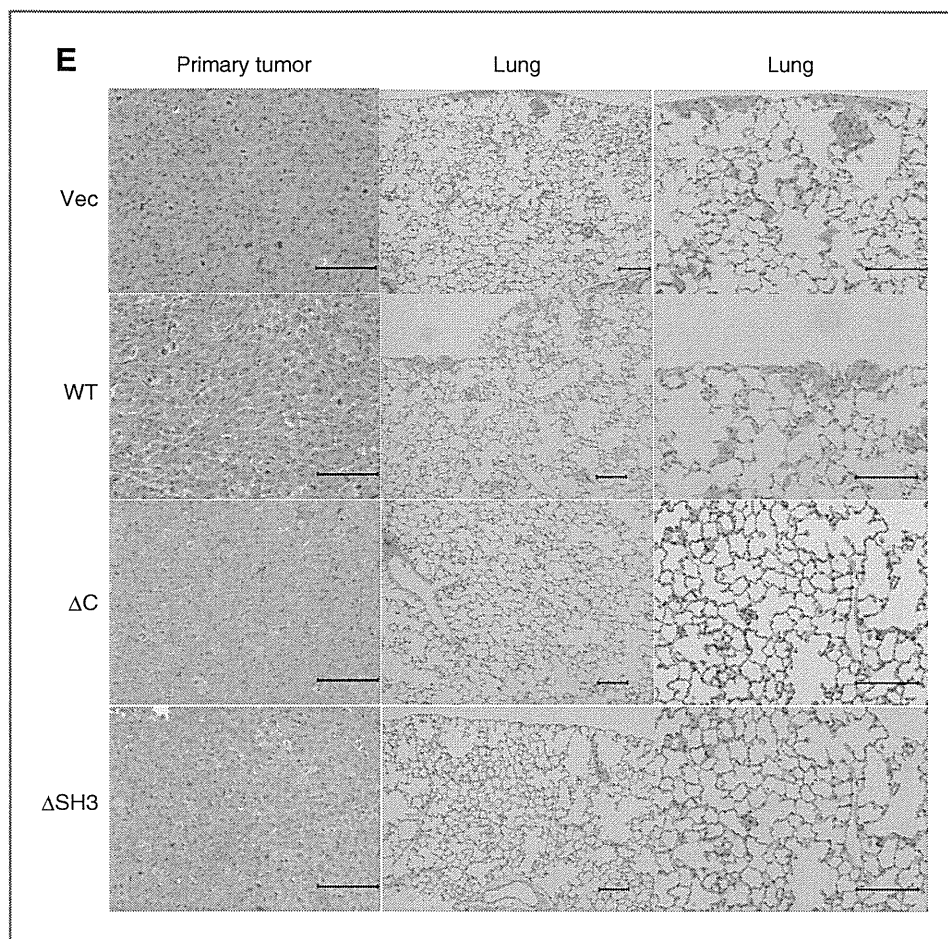 E
Primary tumor Lung Lung
Vec
WT
ΔC
ΔSH3